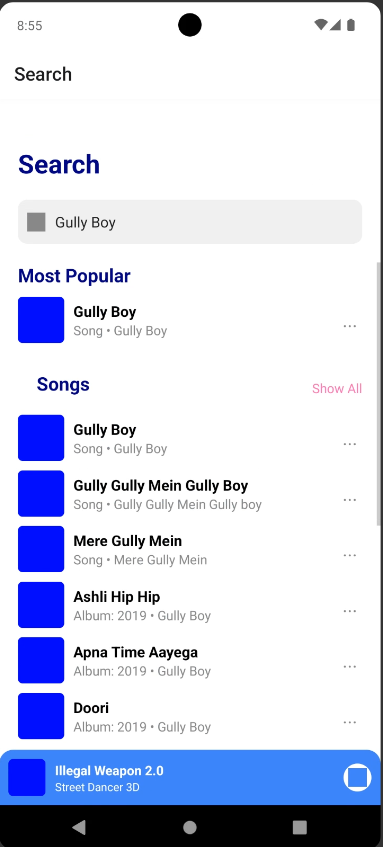 8:55
Search
Search
Gully Boy
Most Popular
Gully Boy
Song • Gully Boy
...
Songs
Show All
Gully Boy
Song • Gully Boy
...
Gully Gully Mein Gully Boy
Song • Gully Gully Mein Gully boy
...
Mere Gully Mein
Song • Mere Gully Mein
...
Ashli Hip Hip
Album: 2019 • Gully Boy
...
Apna Time Aayega
Album: 2019 • Gully Boy
...
Doori
Album: 2019 • Gully Boy
...
Illegal Weapon 2.0
Street Dancer 3D